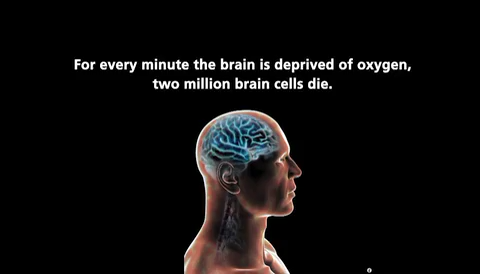 For every minute the brain is deprived of oxygen,
two million brain cells die.